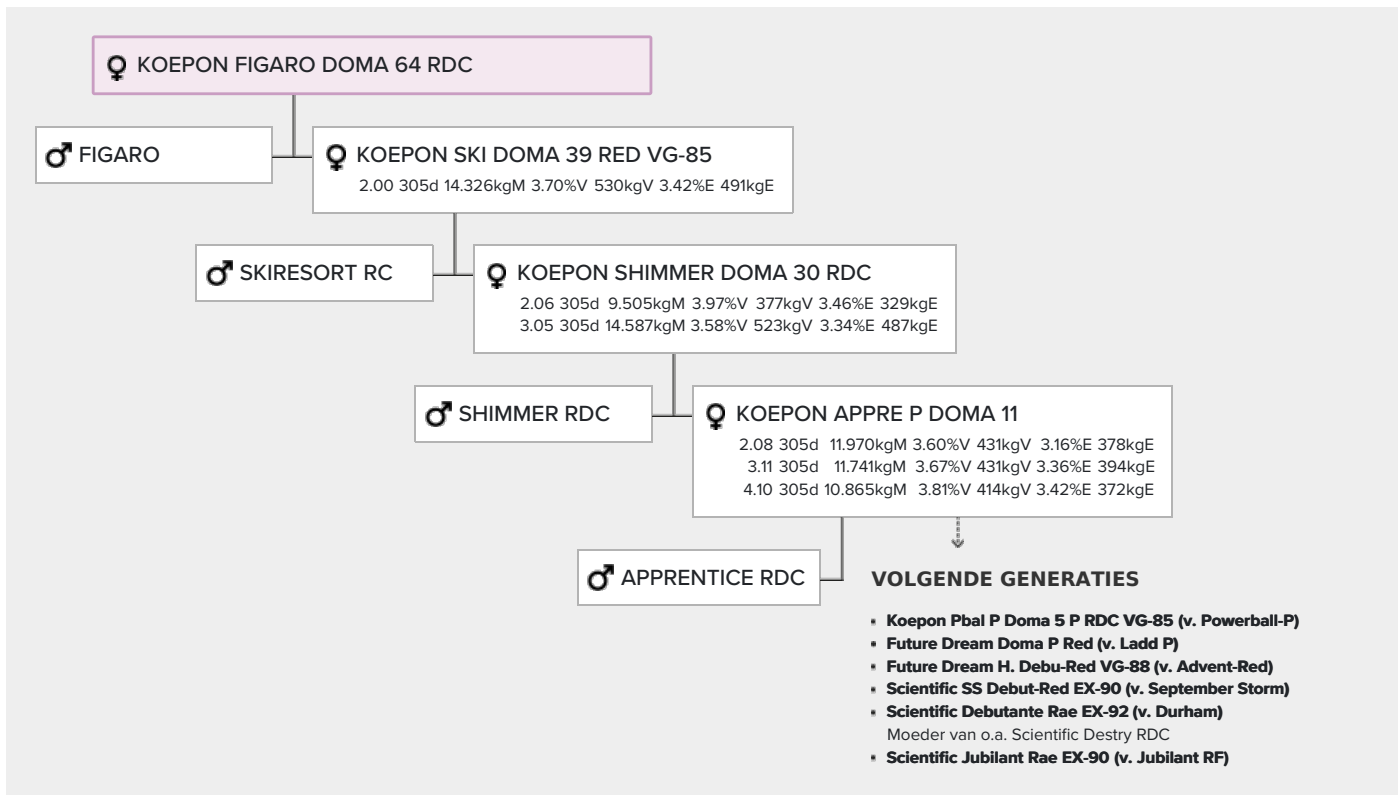 KOEPON FIGARO DOMA 64 RDC
FIGARO
KOEPON SKI DOMA 39 RED VG-85
2.00 305d 14.326kgM 3.70%V 530kgV 3.42%E 491kgE
SKIRESORT RC
KOEPON SHIMMER DOMA 30 RDC
2.06 305d 9.505kgM 3.97%V 377kgV 3.46%E 329kgE
3.05 305d 14.587kgM 3.58%V 523kgV 3.34%E 487kgE
SHIMMER RDC
KOEPON APPRE P DOMA 11
2.08 305d 11.970kgM 3.60%V 431kgV 3.16%E 378kgE
3.11 305d 11.741kgM 3.67%V 431kgV 3.36%E 394kgE
4.10 305d 10.865kgM 3.81%V 414kgV 3.42%E 372kgE
APPRENTICE RDC
VOLGENDE GENERATIES
Koepon Pbal P Doma 5 P RDC VG-85 (v. Powerball-P)
Future Dream Doma P Red (v. Ladd P)
Future Dream H. Debu-Red VG-88 (v. Advent-Red)
Scientific SS Debut-Red EX-90 (v. September Storm)
Scientific Debutante Rae EX-92 (v. Durham)
Moeder van o.a. Scientific Destry RDC
Scientific Jubilant Rae EX-90 (v. Jubilant RF)